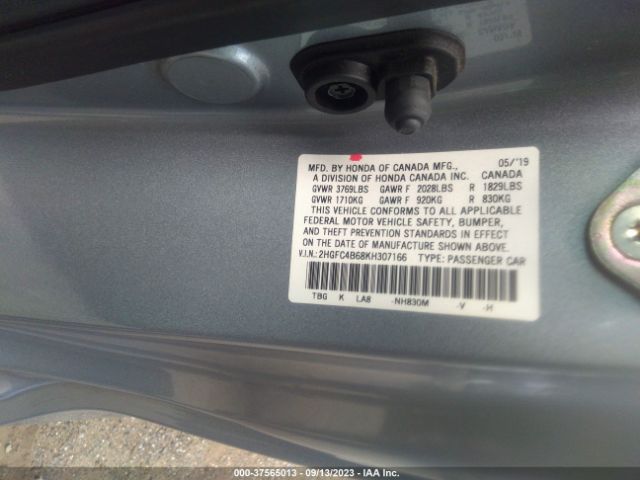 MFD. BY HONDA OF CANADA MFG., 05/'19
A DIVISION OF HONDA CANADA INC. CANADA
GVWR 3769LBS GAWR F 2028LBS R 1829LBS
GVWR 1710KG GAWR F 920KG R 830KG
THIS VEHICLE CONFORMS TO ALL APPLICABLE
FEDERAL MOTOR VEHICLE SAFETY, BUMPER,
AND THEFT PREVENTION STANDARDS IN EFFECT
ON THE DATE OF MANUFACTURE SHOWN ABOVE.
V.I.N.: 2HGFC4B68KH307166 TYPE: PASSENGER CAR
TBG K LA8 -NH830M -V -H
000-37565013 - 09/13/2023 - IAA Inc.